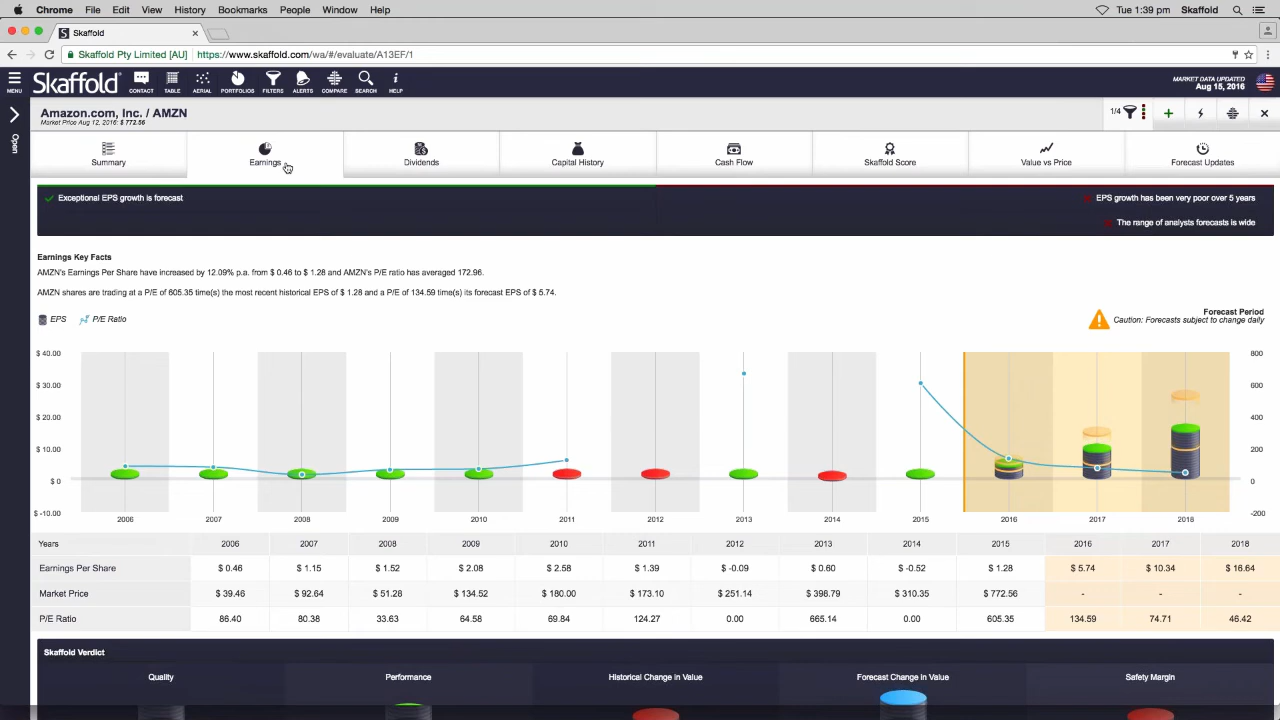 Chrome File Edit View History Bookmarks People Window Help Tue 1:39 pm Skaffold
Skaffold
Skaffold Pty Limited [AU] https://www.skaffold.com/wa/#/evaluate/A13EF/1
MENU Skaffold CONTACT TABLE AERIAL PORTFOLIOS FILTERS ALERTS COMPARE SEARCH HELP
MARKET DATA UPDATED
Aug 15, 2016
Open
Amazon.com, Inc. / AMZN
Market Price Aug 12, 2016: $ 772.56
1/4
Summary Earnings Dividends Capital History Cash Flow Skaffold Score Value vs Price Forecast Updates
Exceptional EPS growth is forecast
EPS growth has been very poor over 5 years
The range of analysts forecasts is wide
Earnings Key Facts
AMZN's Earnings Per Share have increased by 12.09% p.a. from $ 0.46 to $ 1.28 and AMZN's P/E ratio has averaged 172.96.
AMZN shares are trading at a P/E of 605.35 time(s) the most recent historical EPS of $ 1.28 and a P/E of 134.59 time(s) its forecast EPS of $ 5.74.
EPS P/E Ratio
Forecast Period
Caution: Forecasts subject to change daily
$ 40.00 800
$ 30.00 600
$ 20.00 400
$ 10.00 200
$ 0 0
$ -10.00 -200
2006 2007 2008 2009 2010 2011 2012 2013 2014 2015 2016 2017 2018
Years 2006 2007 2008 2009 2010 2011 2012 2013 2014 2015 2016 2017 2018
Earnings Per Share $ 0.46 $ 1.15 $ 1.52 $ 2.08 $ 2.58 $ 1.39 $ -0.09 $ 0.60 $ -0.52 $ 1.28 $ 5.74 $ 10.34 $ 16.64
Market Price $ 39.46 $ 92.64 $ 51.28 $ 134.52 $ 180.00 $ 173.10 $ 251.14 $ 398.79 $ 310.35 $ 772.56 - - -
P/E Ratio 86.40 80.38 33.63 64.58 69.84 124.27 0.00 665.14 0.00 605.35 134.59 74.71 46.42
Skaffold Verdict
Quality Performance Historical Change in Value Forecast Change in Value Safety Margin